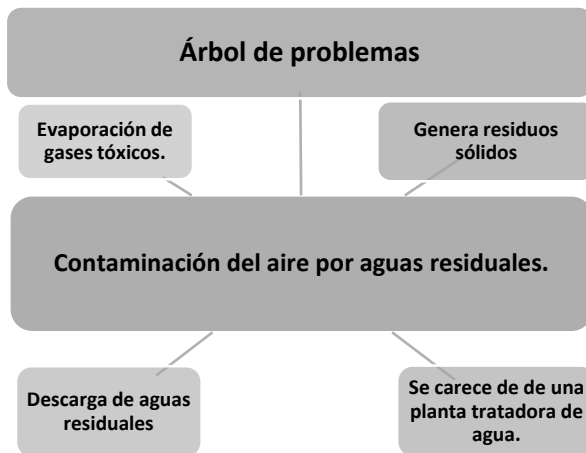 Árbol de problemas
Evaporación de
gases tóxicos.
Genera residuos
sólidos
Contaminación del aire por aguas residuales.
Descarga de aguas
residuales
Se carece de de una
planta tratadora de
agua.